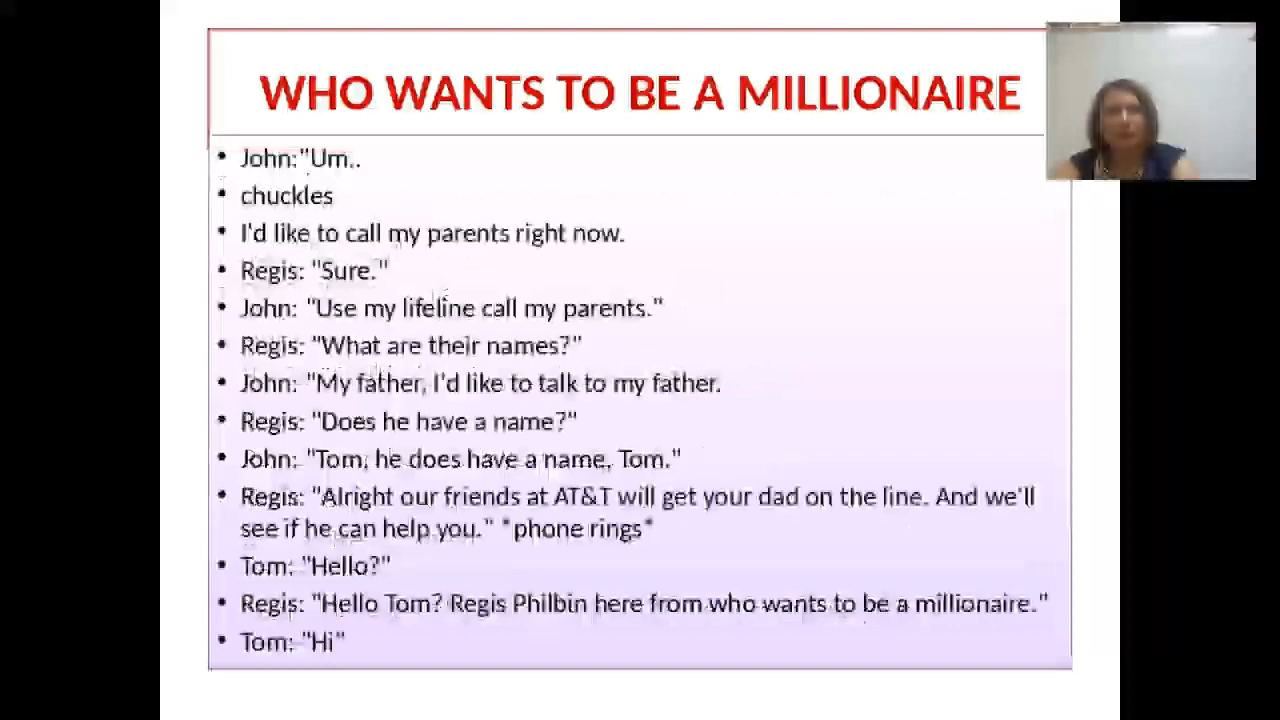 WHO WANTS TO BE A MILLIONAIRE
• John:"Um..
• chuckles
• I'd like to call my parents right now.
• Regis: "Sure."
• John: "Use my lifeline call my parents."
• Regis: "What are their names?"
• John: "My father, I'd like to talk to my father.
• Regis: "Does he have a name?"
• John: "Tom, he does have a name, Tom."
• Regis: "Alright our friends at AT&T will get your dad on the line. And we'll
see if he can help you." *phone rings*
• Tom: "Hello?"
• Regis: "Hello Tom? Regis Philbin here from who wants to be a millionaire."
• Tom: "Hi"